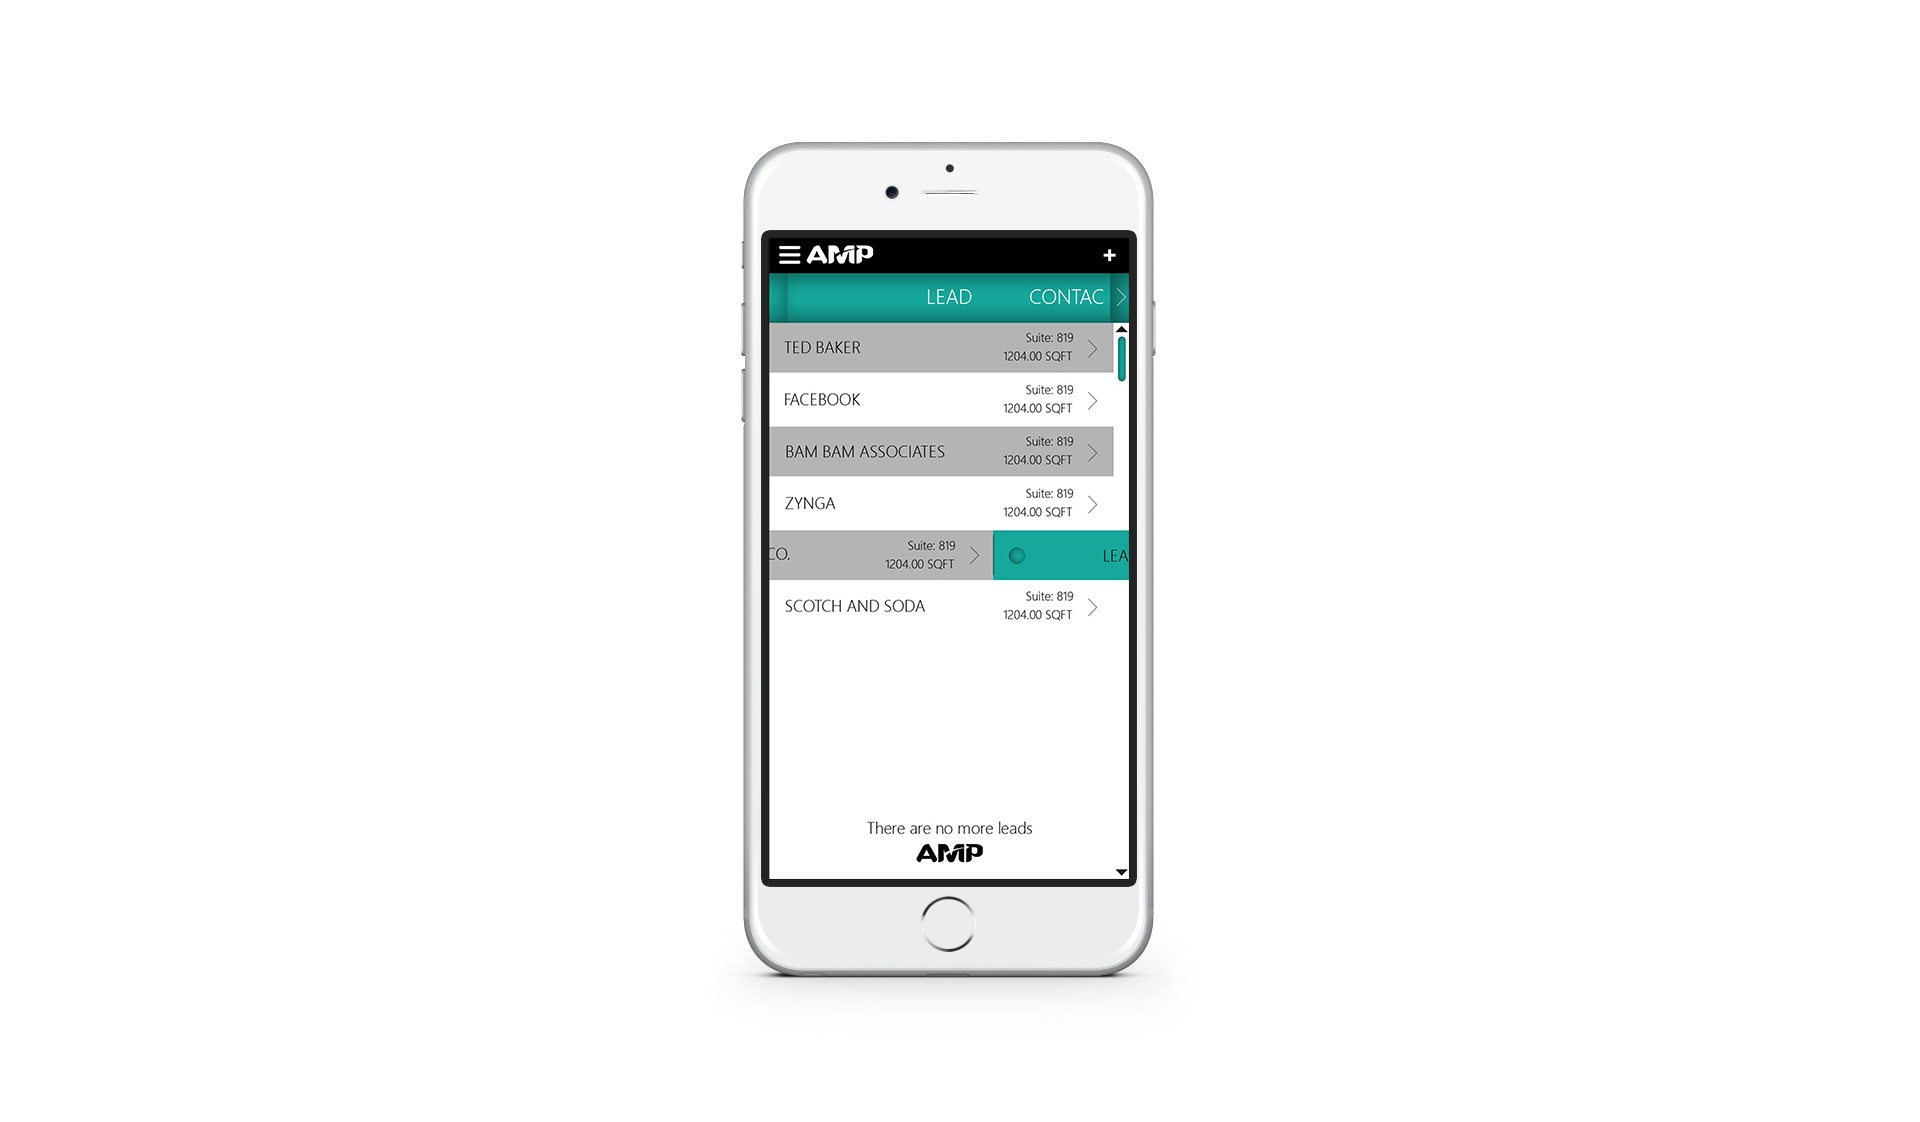 AMP +
LEAD CONTAC
TED BAKER
Suite: 819
1204.00 SQFT
FACEBOOK
Suite: 819
1204.00 SQFT
BAM BAM ASSOCIATES
Suite: 819
1204.00 SQFT
ZYNGA
Suite: 819
1204.00 SQFT
CO.
Suite: 819
1204.00 SQFT
LEA
SCOTCH AND SODA
Suite: 819
1204.00 SQFT
There are no more leads
AMP